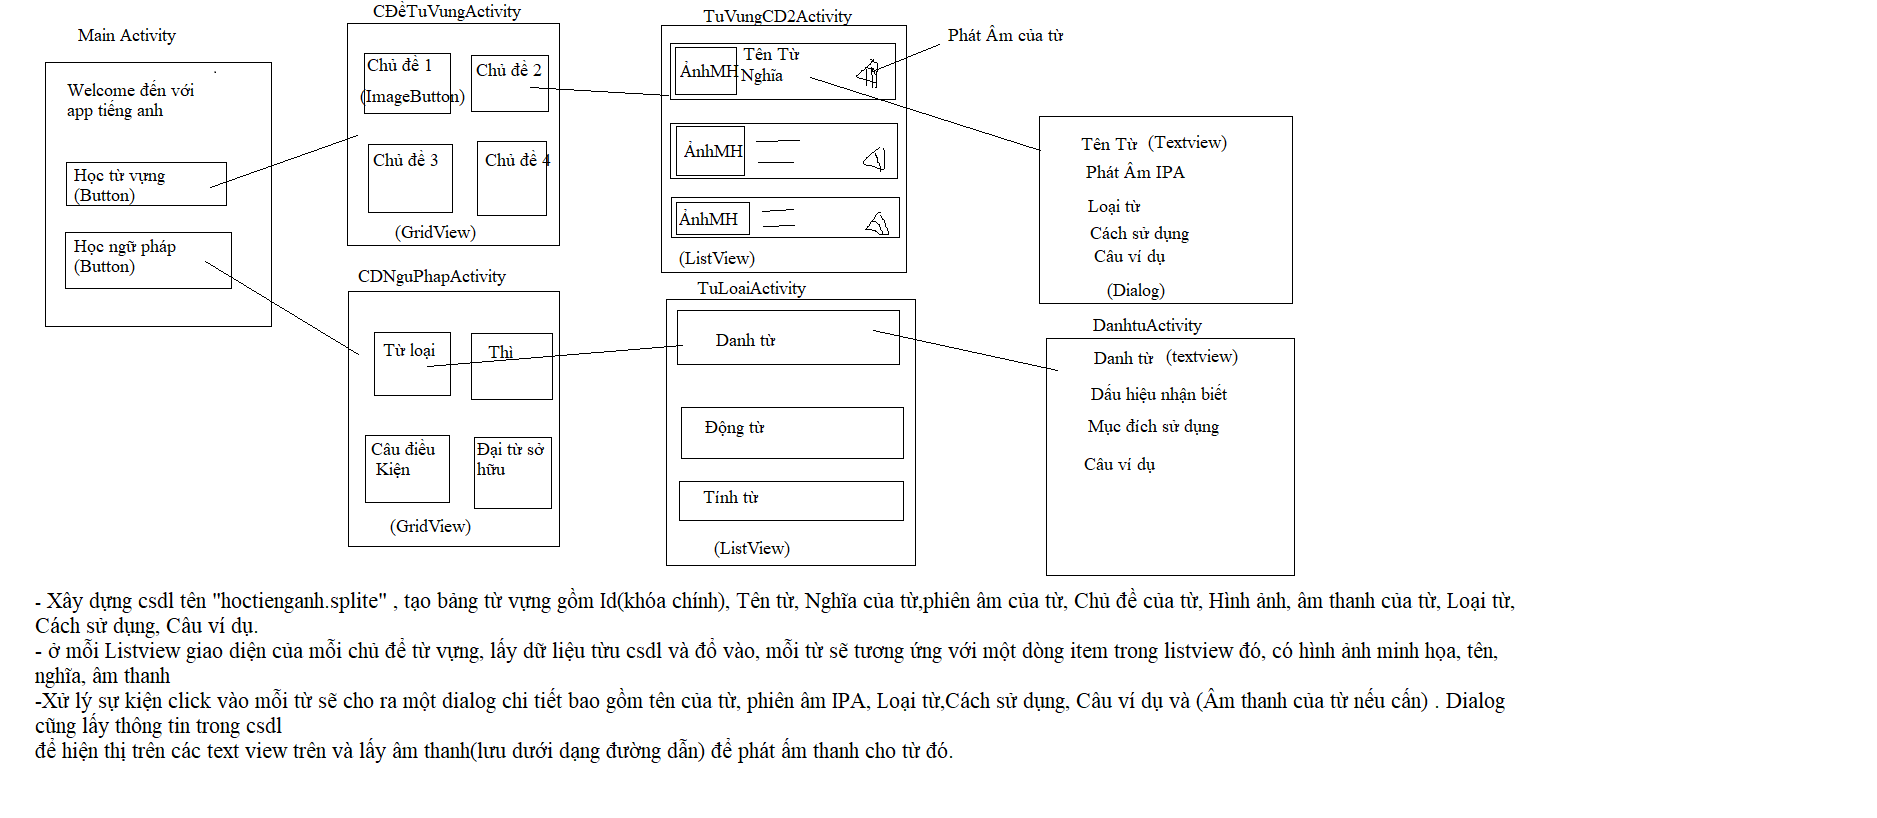 Main Activity
Welcome đến với
app tiếng anh
Học từ vựng
(Button)
Học ngữ pháp
(Button)
CĐềTuVungActivity
Chủ đề 1
(ImageButton)
Chủ đề 2
Chủ đề 3
Chủ đề 4
(GridView)
TuVungCD2Activity
ẢnhMH
Tên Từ
Nghĩa
ẢnhMH
ẢnhMH
(ListView)
Phát Âm của từ
Tên Từ (Textview)
Phát Âm IPA
Loại từ
Cách sử dụng
Câu ví dụ
(Dialog)
CDNguPhapActivity
Từ loại
Thì
Câu điều
Kiện
Đại từ sở
hữu
(GridView)
TuLoaiActivity
Danh từ
Động từ
Tính từ
(ListView)
DanhtuActivity
Danh từ (textview)
Dấu hiệu nhận biết
Mục đích sử dụng
Câu ví dụ
- Xây dựng csdl tên "hoctienganh.splite" , tạo bảng từ vựng gồm Id(khóa chính), Tên từ, Nghĩa của từ,phiên âm của từ, Chủ đề của từ, Hình ảnh, âm thanh của từ, Loại từ,
Cách sử dụng, Câu ví dụ.
- ở mỗi Listview giao diện của mỗi chủ đề từ vựng, lấy dữ liệu từu csdl và đổ vào, mỗi từ sẽ tương ứng với một dòng item trong listview đó, có hình ảnh minh họa, tên,
nghĩa, âm thanh
-Xử lý sự kiện click vào mỗi từ sẽ cho ra một dialog chi tiết bao gồm tên của từ, phiên âm IPA, Loại từ,Cách sử dụng, Câu ví dụ và (Âm thanh của từ nếu cấn) . Dialog
cũng lấy thông tin trong csdl
để hiện thị trên các text view trên và lấy âm thanh(lưu dưới dạng đường dẫn) để phát ấm thanh cho từ đó.